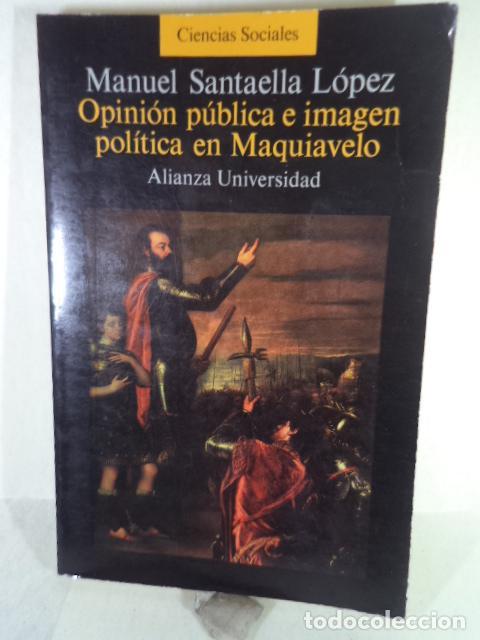 Ciencias Sociales
Manuel Santaella López
Opinión pública e imagen
política en Maquiavelo
Alianza Universidad
todocoleccion